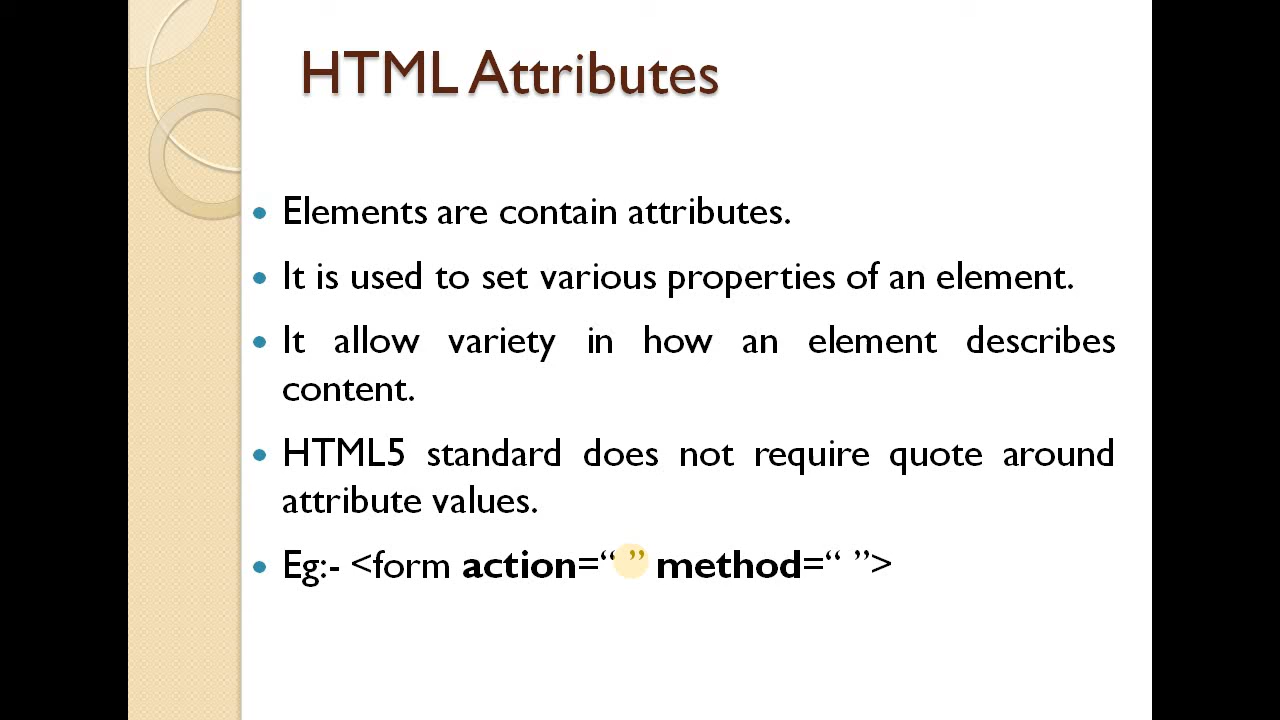 HTML Attributes
Elements are contain attributes.
It is used to set various properties of an element.
It allow variety in how an element describes
content.
HTML5 standard does not require quote around
attribute values.
Eg:- <form action=“ ” method=“ ”>